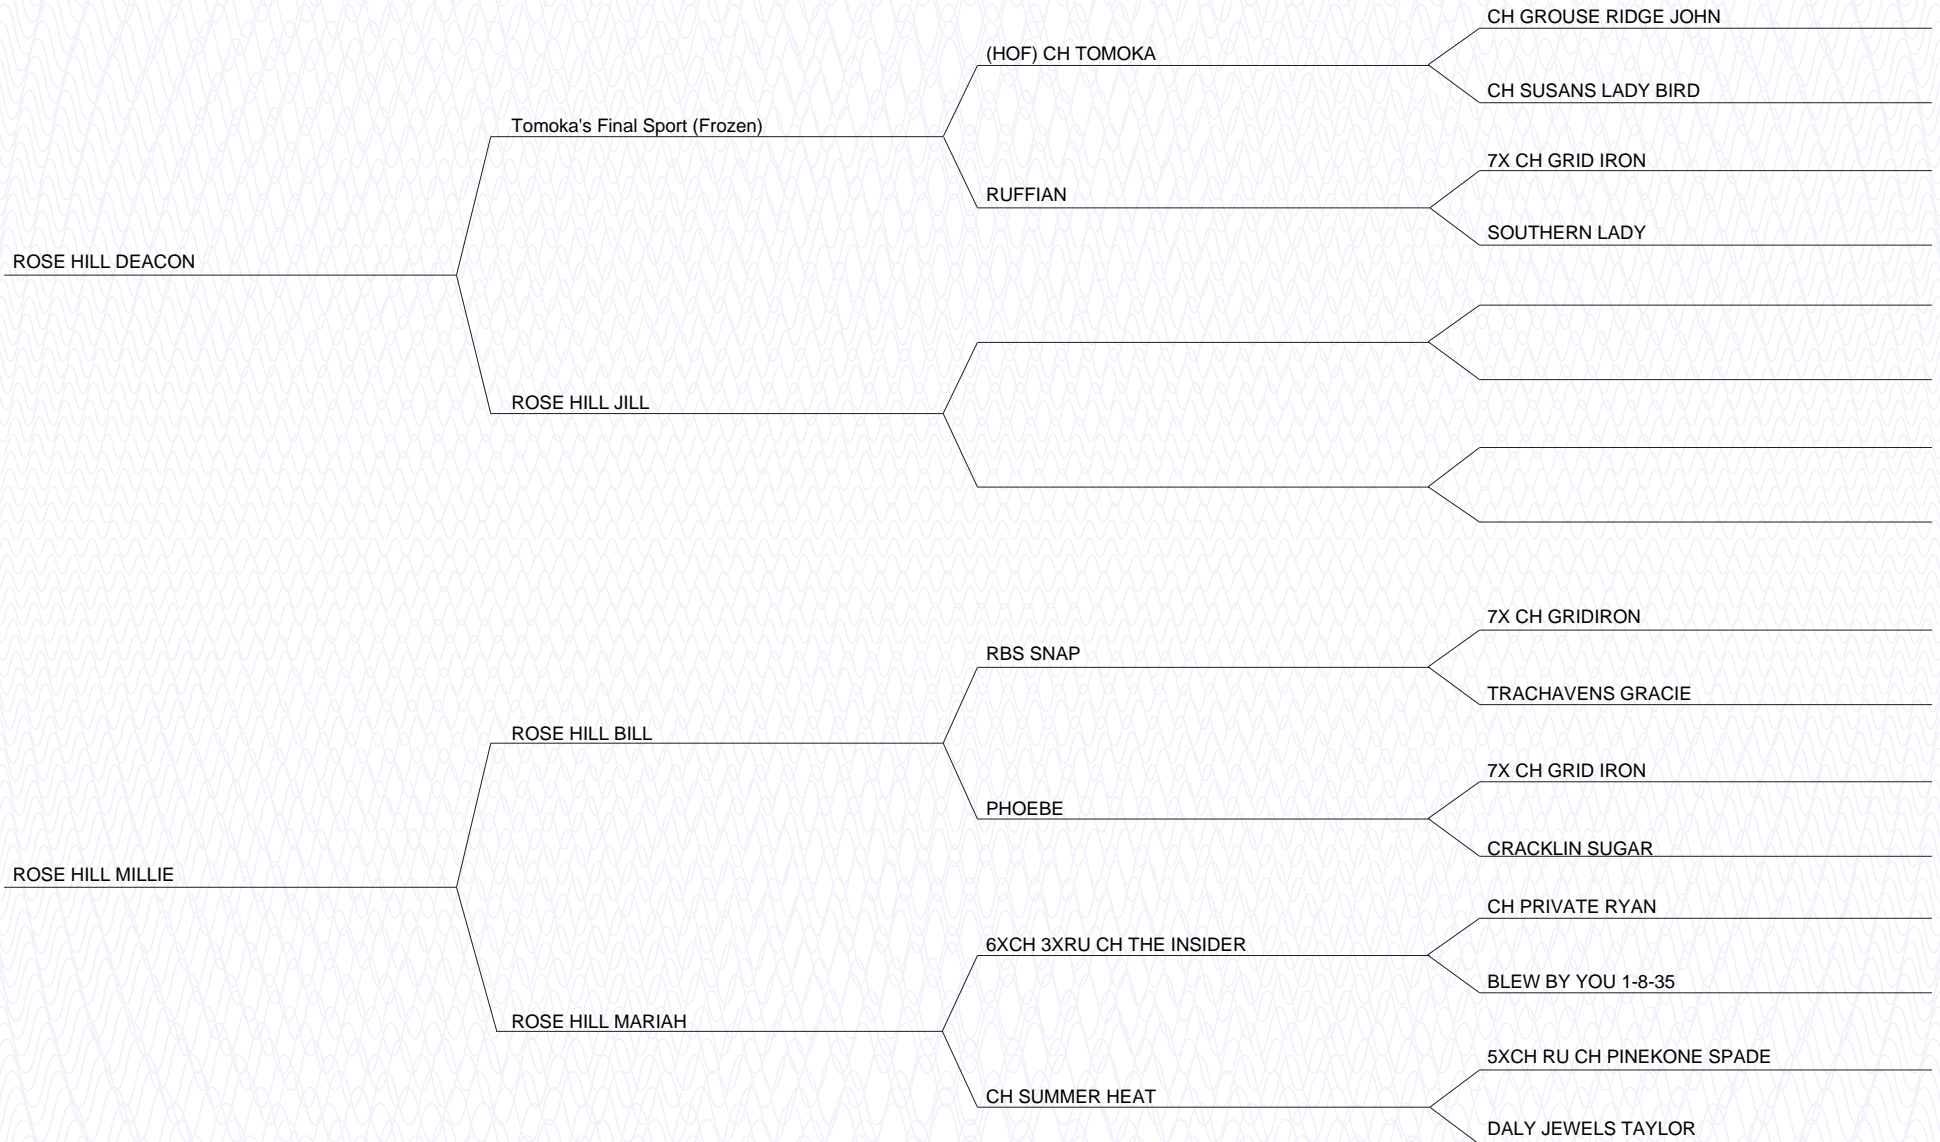 CH GROUSE RIDGE JOHN
(HOF) CH TOMOKA
CH SUSANS LADY BIRD
Tomoka's Final Sport (Frozen)
7X CH GRID IRON
RUFFIAN
SOUTHERN LADY
ROSE HILL DEACON
ROSE HILL JILL
7X CH GRIDIRON
RBS SNAP
TRACHAVENS GRACIE
ROSE HILL BILL
7X CH GRID IRON
PHOEBE
CRACKLIN SUGAR
ROSE HILL MILLIE
CH PRIVATE RYAN
6XCH 3XRU CH THE INSIDER
BLEW BY YOU 1-8-35
ROSE HILL MARIAH
5XCH RU CH PINEKONE SPADE
CH SUMMER HEAT
DALY JEWELS TAYLOR